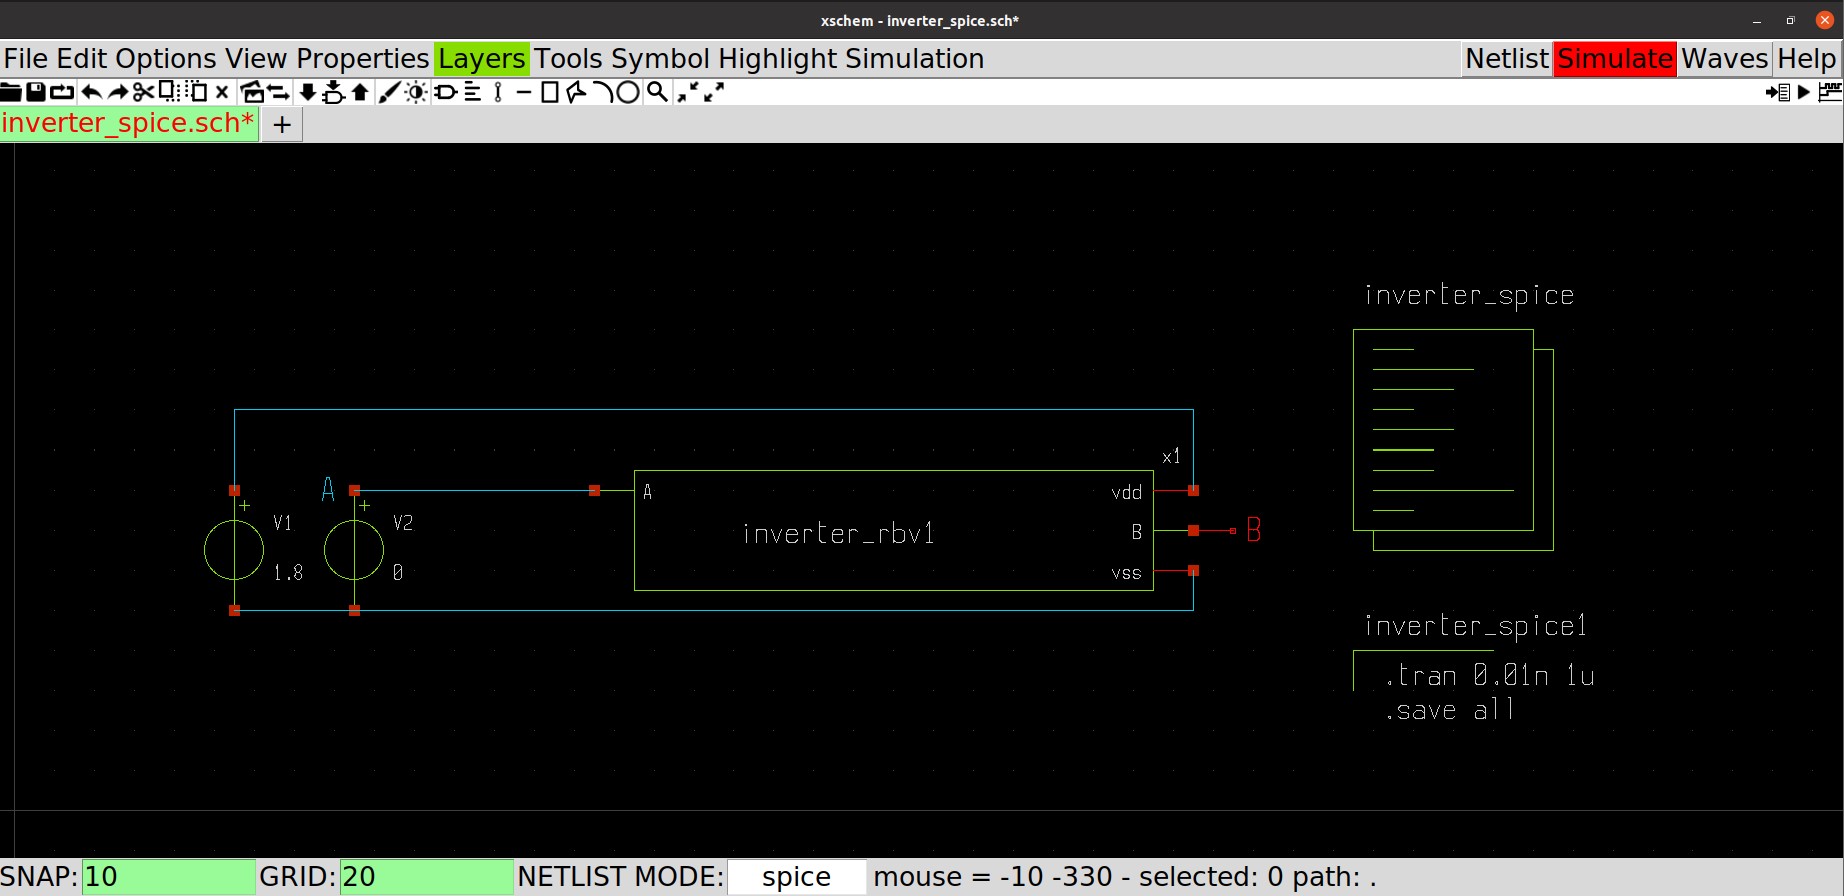 xschem - inverter_spice.sch*
File Edit Options View Properties Layers Tools Symbol Highlight Simulation Netlist Simulate Waves Help
inverter_spice.sch* +
inverter_spice
x1
A
A
vdd
V1
V2
inverter_rbv1
B
B
1.8
0
vss
inverter_spice1
.tran 0.01n 1u
.save all
SNAP: 10 GRID: 20 NETLIST MODE: spice mouse = -10 -330 - selected: 0 path: .